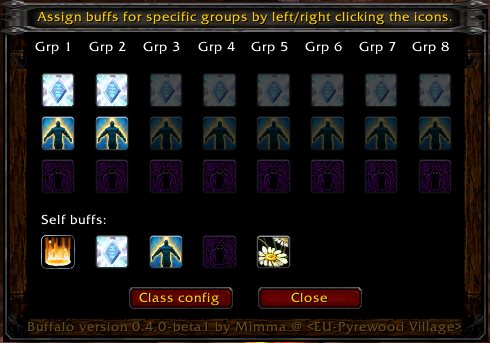 Assign buffs for specific groups by left/right clicking the icons.
Grp 1 Grp 2 Grp 3 Grp 4 Grp 5 Grp 6 Grp 7 Grp 8
Self buffs:
Class config Close
Buffalo version 0.4.0-beta1 by Mimma @ <EU-Pyrewood Village>